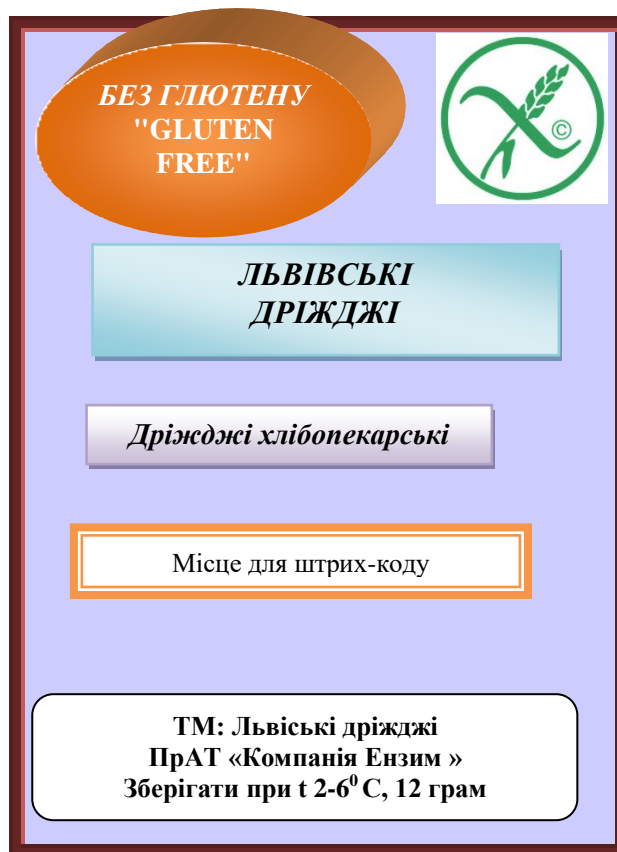 БЕЗ ГЛЮТЕНУ
"GLUTEN
FREE"
©
ЛЬВІВСЬКІ
ДРІЖДЖІ
Дріжджі хлібопекарські
Місце для штрих-коду
ТМ: Львіські дріжджі
ПрАТ «Компанія Ензим »
Зберігати при t 2-6⁰ С, 12 грам